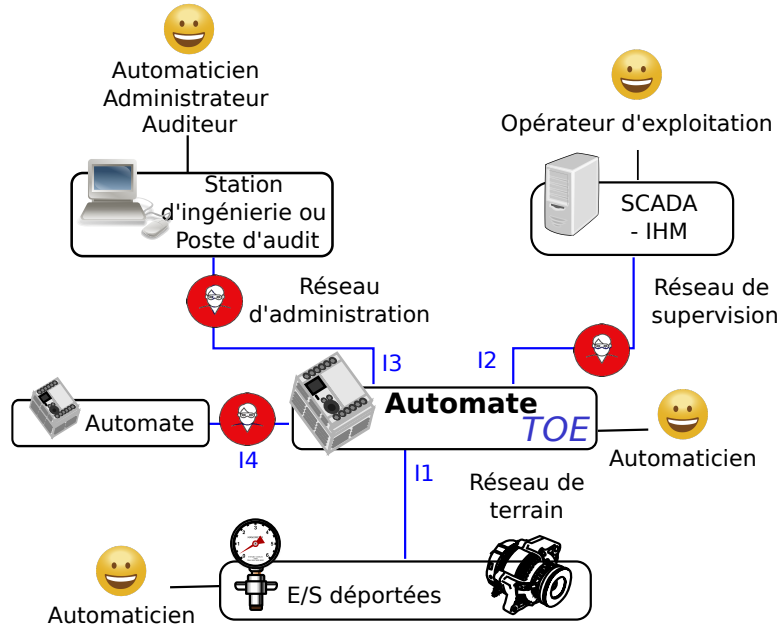 Automaticien
Administrateur
Auditeur
Opérateur d'exploitation
Station
d'ingénierie ou
Poste d'audit
SCADA
- IHM
Réseau
d'administration
Réseau de
supervision
I3
I2
Automate
Automate
TOE
I4
Automaticien
I1
Réseau de
terrain
E/S déportées
Automaticien